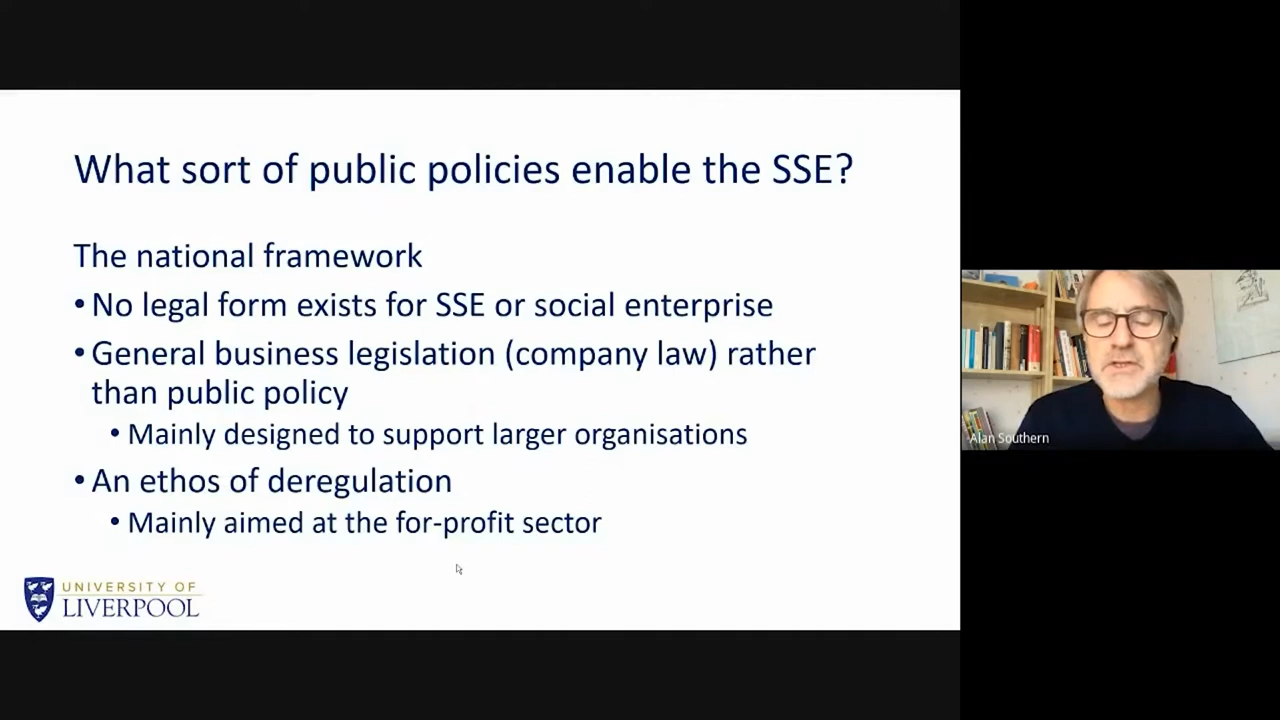 What sort of public policies enable the SSE?
The national framework
• No legal form exists for SSE or social enterprise
• General business legislation (company law) rather
than public policy
• Mainly designed to support larger organisations
• An ethos of deregulation
• Mainly aimed at the for-profit sector
UNIVERSITY OF
LIVERPOOL
Alan Southern